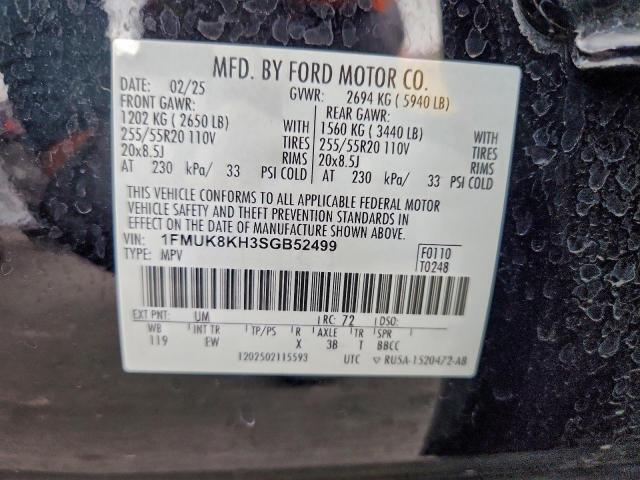 MFD. BY FORD MOTOR CO.
DATE: 02/25 GVWR: 2694 KG ( 5940 LB)
FRONT GAWR: REAR GAWR:
1202 KG ( 2650 LB) WITH 1560 KG ( 3440 LB) WITH
255/55R20 110V TIRES 255/55R20 110V TIRES
20x8.5J RIMS 20x8.5J RIMS
AT 230 kPa/ 33 PSI COLD AT 230 kPa/ 33 PSI COLD
THIS VEHICLE CONFORMS TO ALL APPLICABLE FEDERAL MOTOR
VEHICLE SAFETY AND THEFT PREVENTION STANDARDS IN
EFFECT ON THE DATE OF MANUFACTURE SHOWN ABOVE.
VIN: 1FMUK8KH3SGB52499 F0110
TYPE: MPV T0248
EXT PNT: UM RC: 72 DSO:
WB INT TR TP/PS R AXLE TR SPR
119 EW X 3B T BBCC
1202502115593 UTC RU5A-1520472-AB